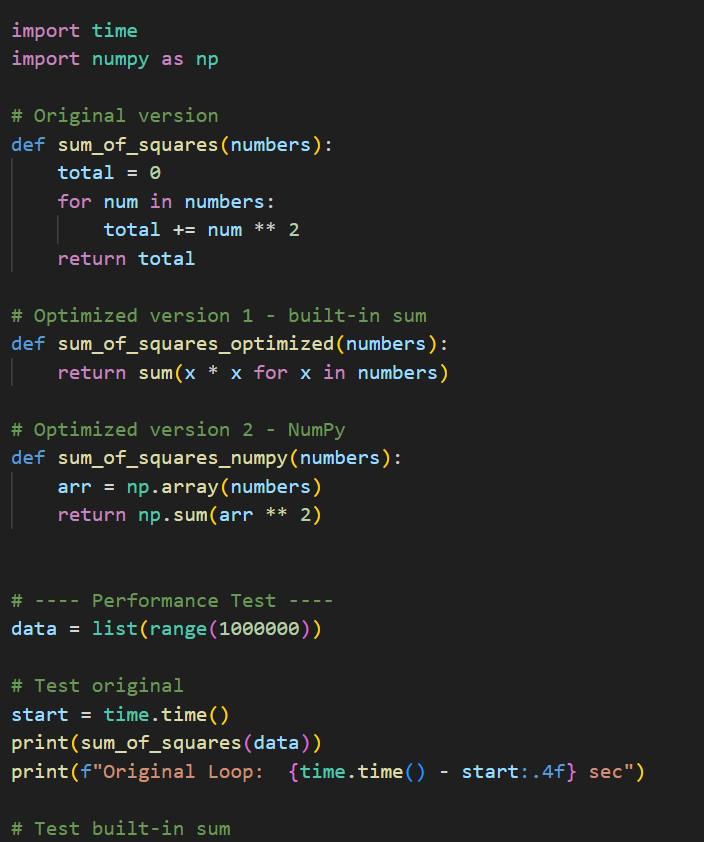 import time
import numpy as np
# Original version
def sum_of_squares(numbers):
    total = 0
    for num in numbers:
        total += num ** 2
    return total
# Optimized version 1 - built-in sum
def sum_of_squares_optimized(numbers):
    return sum(x * x for x in numbers)
# Optimized version 2 - NumPy
def sum_of_squares_numpy(numbers):
    arr = np.array(numbers)
    return np.sum(arr ** 2)
# ---- Performance Test ----
data = list(range(1000000))
# Test original
start = time.time()
print(sum_of_squares(data))
print(f"Original Loop:  {time.time() - start:.4f} sec")
# Test built-in sum